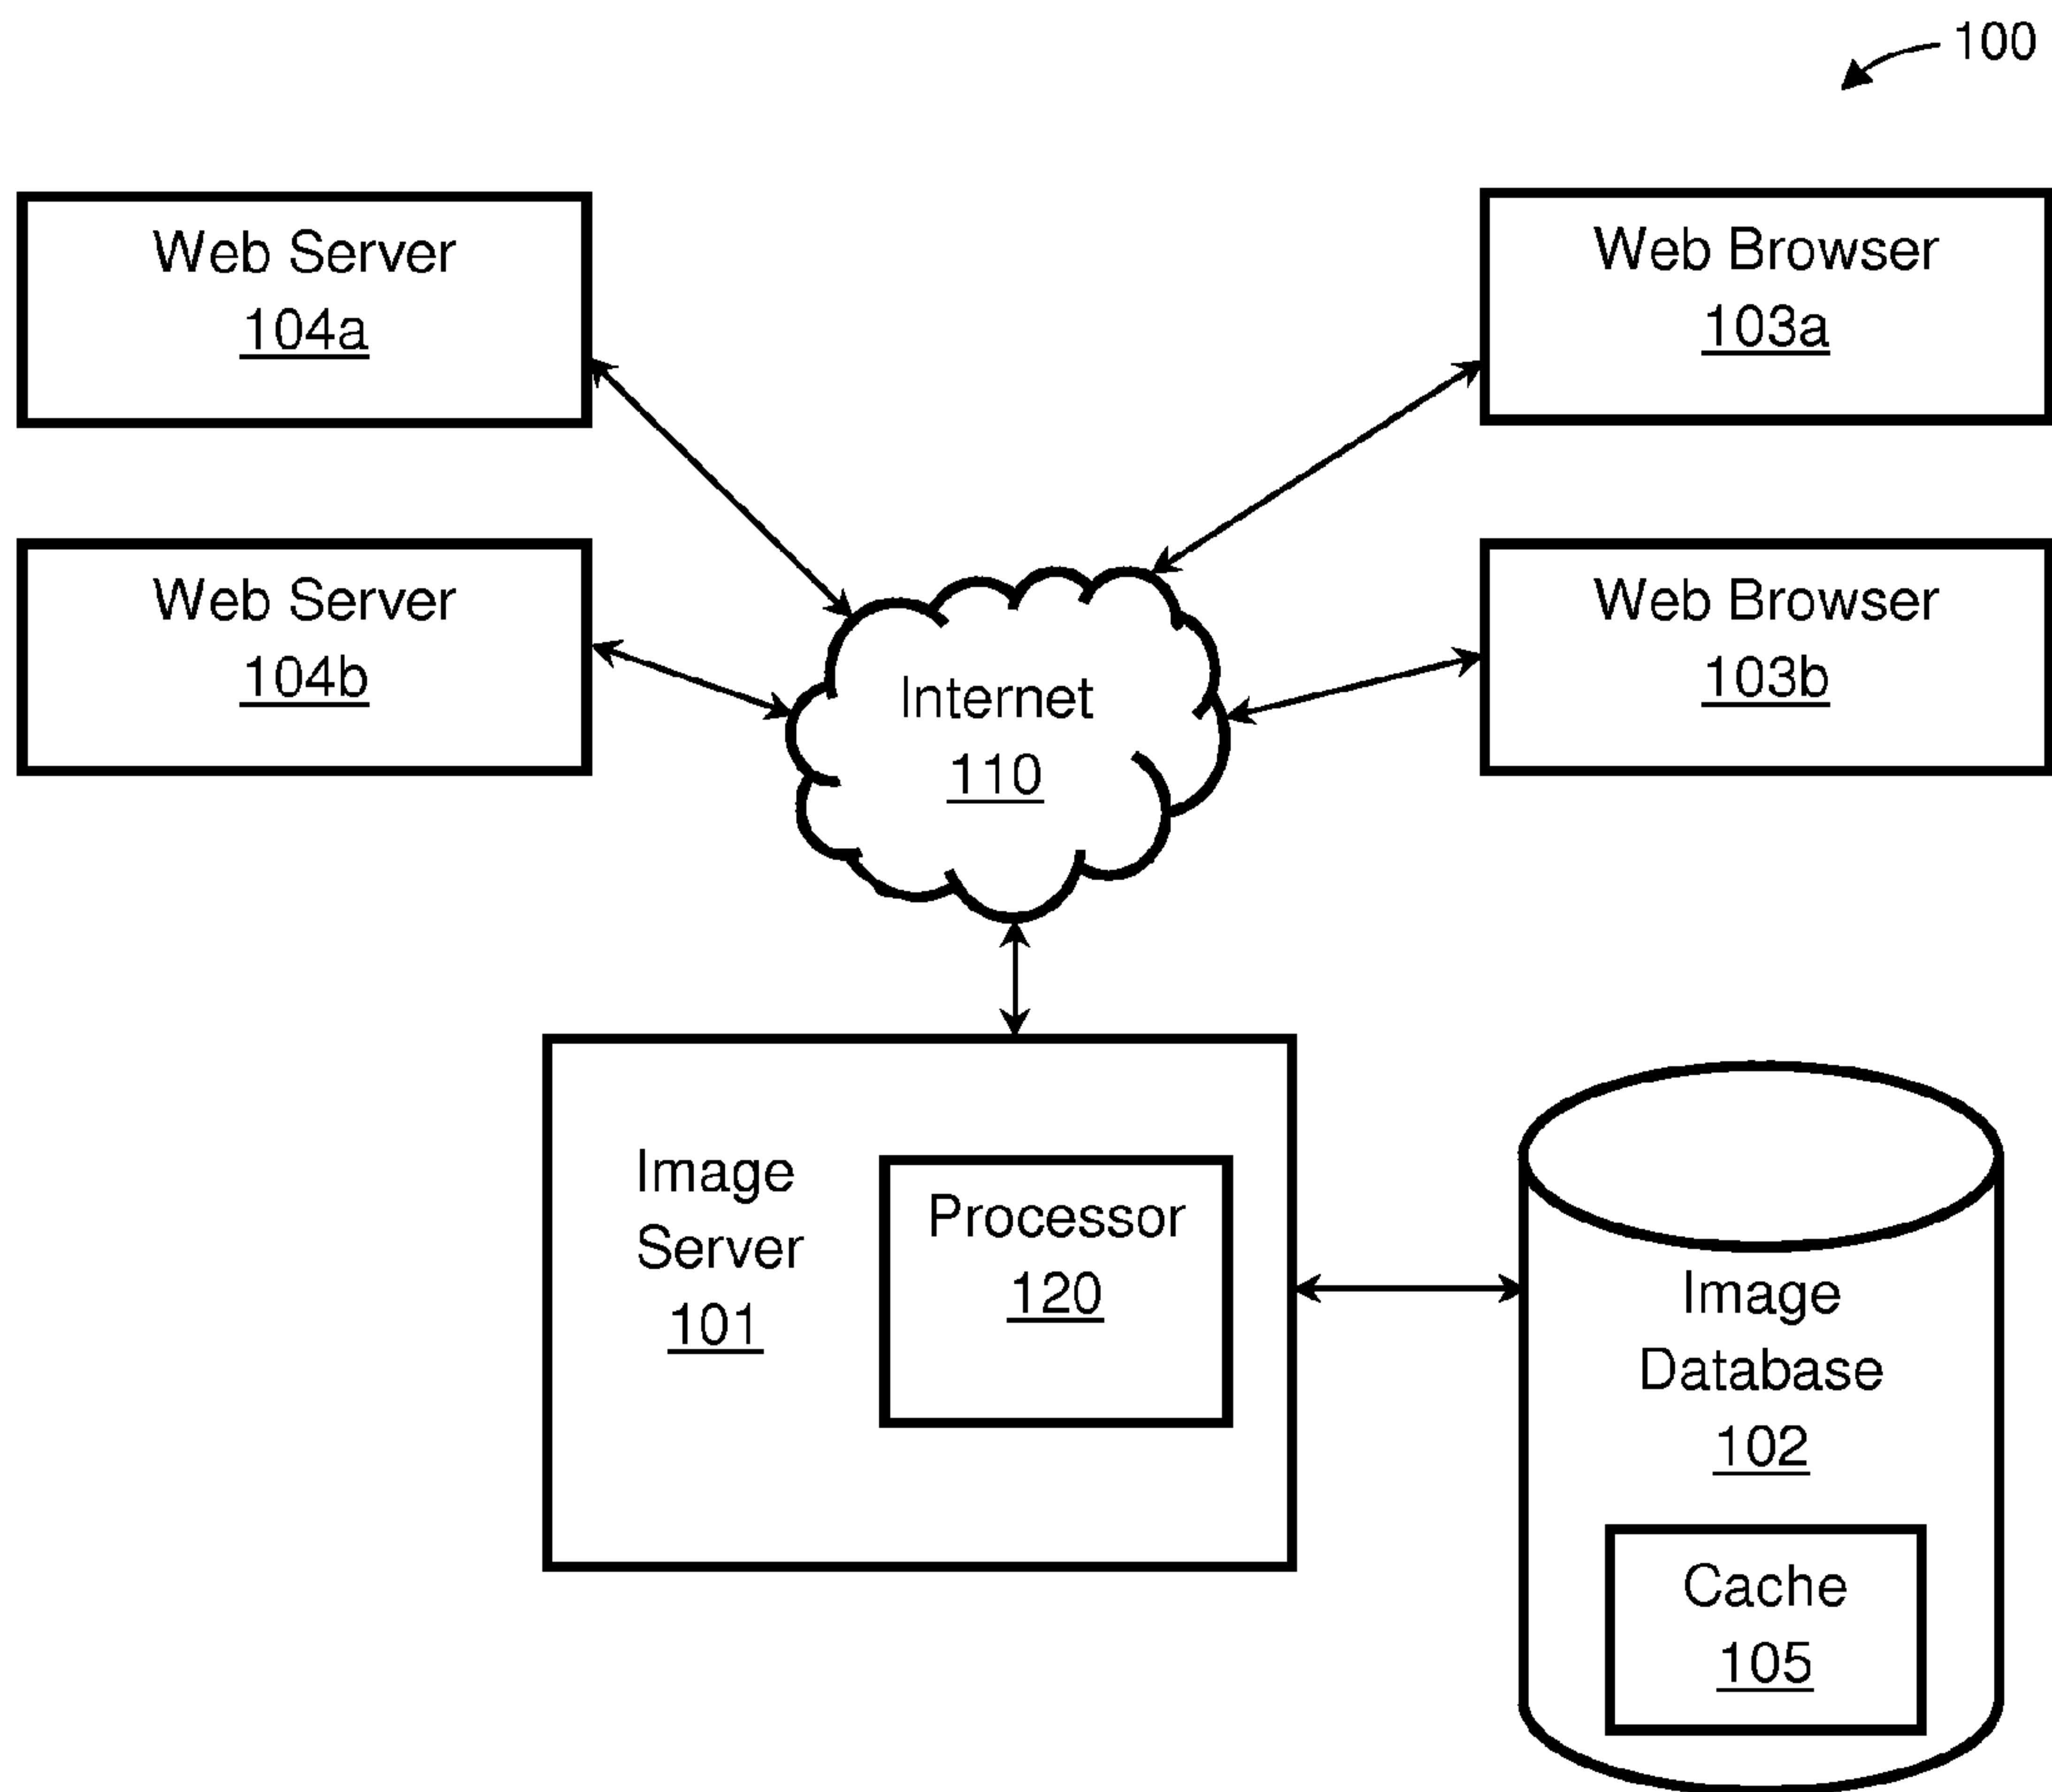 100
Web Server
104a
Web Browser
103a
Web Server
104b
Web Browser
103b
Internet
110
Image
Server
101
Processor
120
Image
Database
102
Cache
105